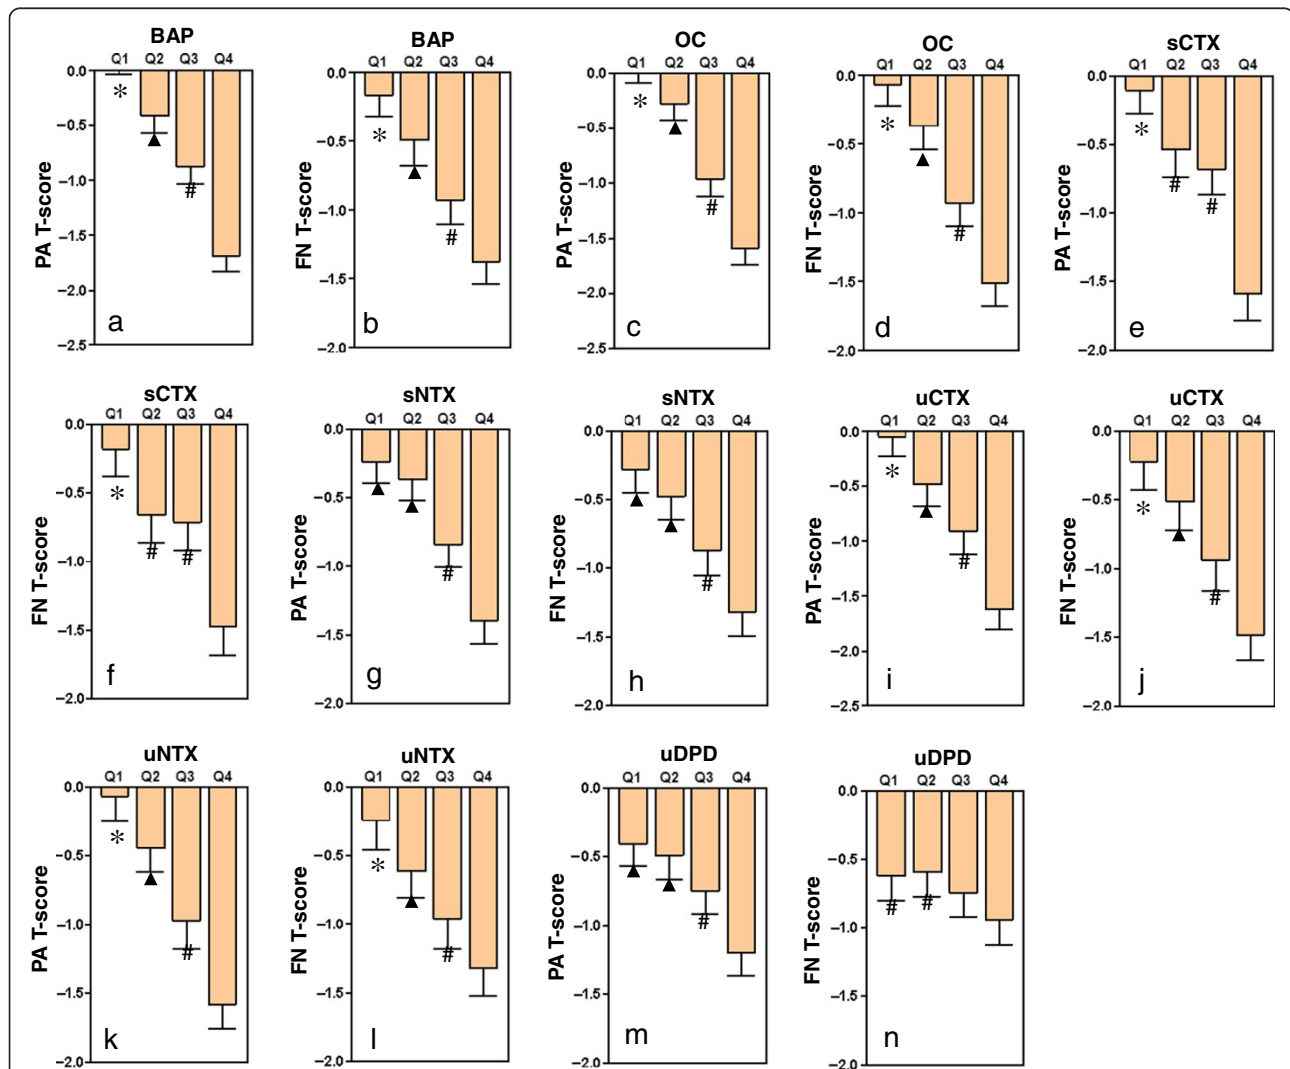 BAP
Q1 Q2 Q3 Q4
PA T-score
0.0
–0.5
–1.0
–1.5
–2.0
–2.5
*
▲
#
a
BAP
Q1 Q2 Q3 Q4
FN T-score
0.0
–0.5
–1.0
–1.5
–2.0
*
▲
#
b
OC
Q1 Q2 Q3 Q4
PA T-score
0.0
–0.5
–1.0
–1.5
–2.0
–2.5
*
▲
#
c
OC
Q1 Q2 Q3 Q4
FN T-score
0.0
–0.5
–1.0
–1.5
–2.0
*
▲
#
d
sCTX
Q1 Q2 Q3 Q4
PA T-score
0.0
–0.5
–1.0
–1.5
–2.0
*
# #
e
sCTX
Q1 Q2 Q3 Q4
FN T-score
0.0
–0.5
–1.0
–1.5
–2.0
*
# #
f
sNTX
Q1 Q2 Q3 Q4
PA T-score
0.0
–0.5
–1.0
–1.5
–2.0
▲ ▲
#
g
sNTX
Q1 Q2 Q3 Q4
FN T-score
0.0
–0.5
–1.0
–1.5
–2.0
▲ ▲
#
h
uCTX
Q1 Q2 Q3 Q4
PA T-score
0.0
–0.5
–1.0
–1.5
–2.0
–2.5
*
▲
#
i
uCTX
Q1 Q2 Q3 Q4
FN T-score
0.0
–0.5
–1.0
–1.5
–2.0
*
▲
#
j
uNTX
Q1 Q2 Q3 Q4
PA T-score
0.0
–0.5
–1.0
–1.5
–2.0
*
▲
#
k
uNTX
Q1 Q2 Q3 Q4
FN T-score
0.0
–0.5
–1.0
–1.5
–2.0
*
▲
#
l
uDPD
Q1 Q2 Q3 Q4
PA T-score
0.0
–0.5
–1.0
–1.5
–2.0
▲ ▲
#
m
uDPD
Q1 Q2 Q3 Q4
FN T-score
0.0
–0.5
–1.0
–1.5
–2.0
# #
n